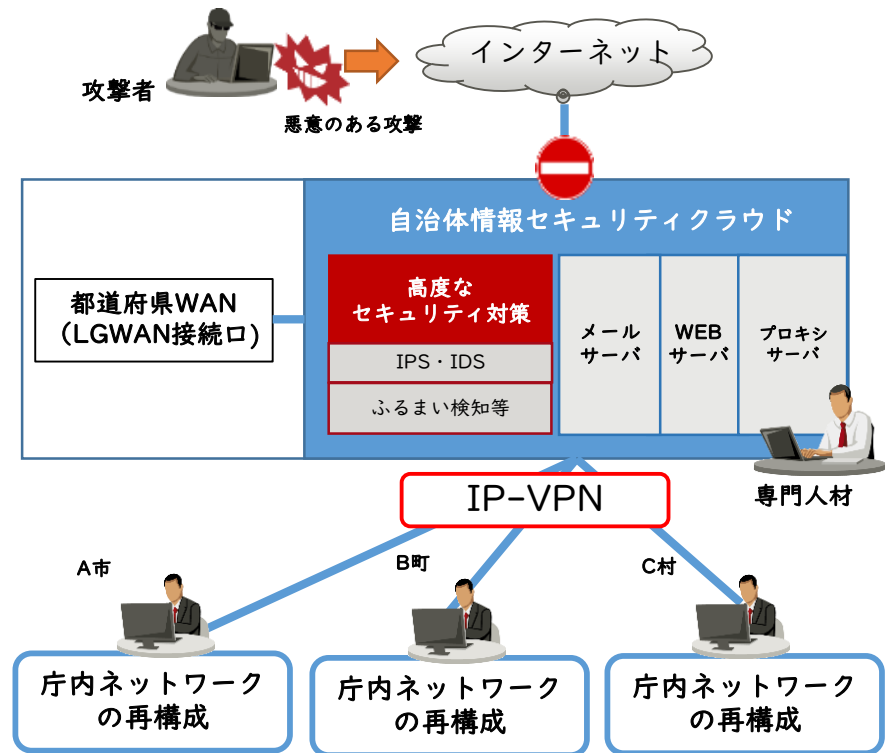 インターネット
攻撃者
悪意のある攻撃
自治体情報セキュリティクラウド
都道府県WAN
（LGWAN接続口)
高度な
セキュリティ対策
IPS・IDS
ふるまい検知等
メール
サーバ
WEB
サーバ
プロキシ
サーバ
専門人材
IP-VPN
A市
B町
C村
庁内ネットワーク
の再構成
庁内ネットワーク
の再構成
庁内ネットワーク
の再構成